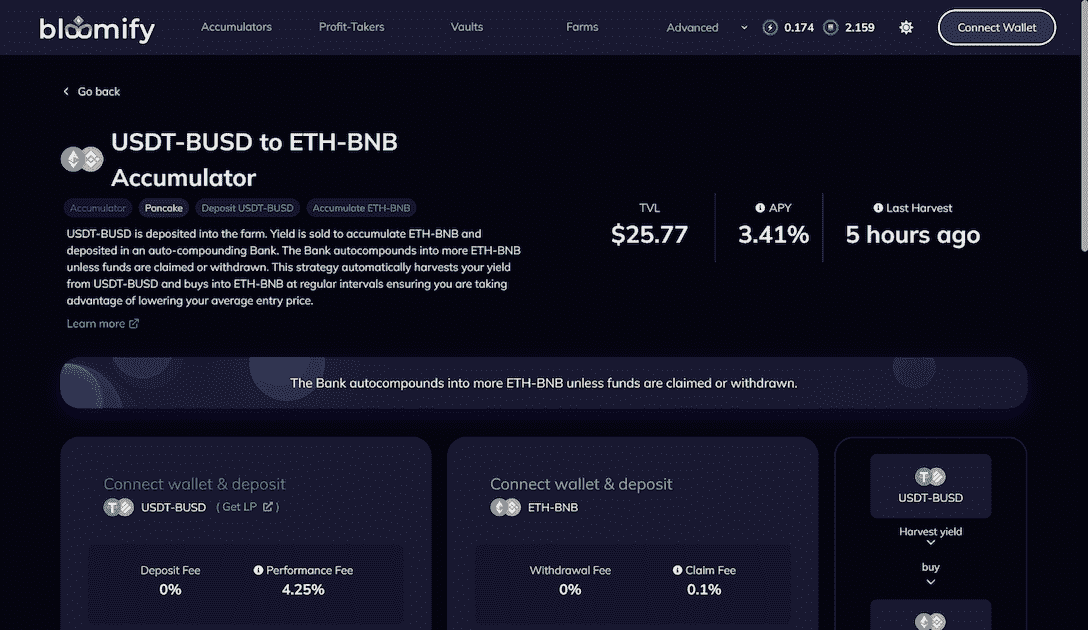 bloomify
Accumulators Profit-Takers Vaults Farms Advanced 0.174 2.159 Connect Wallet
Go back
USDT-BUSD to ETH-BNB
Accumulator
Accumulator Pancake Deposit USDT-BUSD Accumulate ETH-BNB
USDT-BUSD is deposited into the farm. Yield is sold to accumulate ETH-BNB and
deposited in an auto-compounding Bank. The Bank autocompounds into more ETH-BNB
unless funds are claimed or withdrawn. This strategy automatically harvests your yield
from USDT-BUSD and buys into ETH-BNB at regular intervals ensuring you are taking
advantage of lowering your average entry price.
Learn more
TVL APY Last Harvest
$25.77 3.41% 5 hours ago
The Bank autocompounds into more ETH-BNB unless funds are claimed or withdrawn.
Connect wallet & deposit
USDT-BUSD (Get LP)
Deposit Fee Performance Fee
0% 4.25%
Connect wallet & deposit
ETH-BNB
Withdrawal Fee Claim Fee
0% 0.1%
USDT-BUSD
Harvest yield
buy